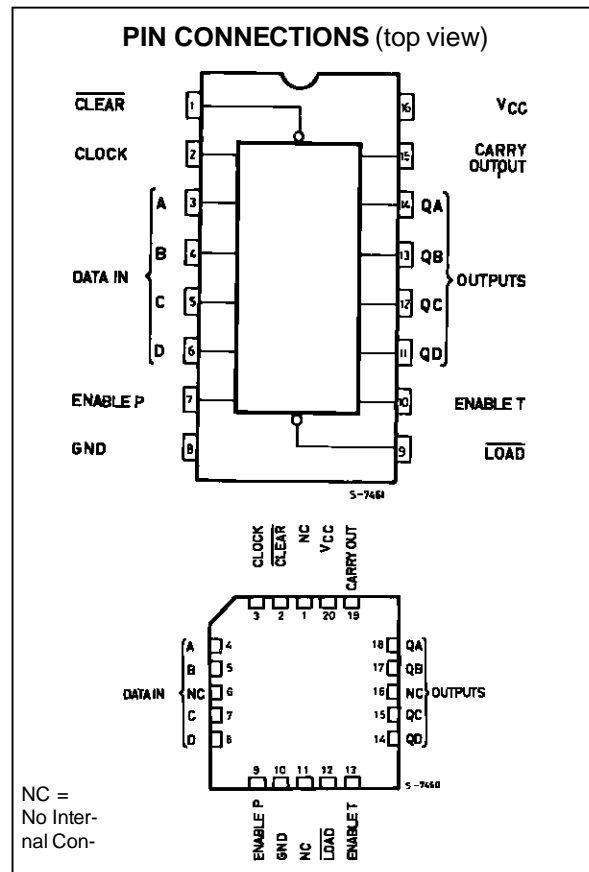 PIN CONNECTIONS (top view)
CLEAR 1 16 VCC
CLOCK 2 15 CARRY OUTPUT
A 3 14 QA
B 4 13 QB
DATA IN OUTPUTS
C 5 12 QC
D 6 11 QD
ENABLE P 7 10 ENABLE T
GND 8 9 LOAD
S-7461
CLOCK CLEAR NC VCC CARRY OUT
3 2 1 20 19
A 4 18 QA
B 5 17 QB
DATA IN NC 6 16 NC OUTPUTS
C 7 15 QC
D 8 14 QD
9 10 11 12 13
S-7460
ENABLE P GND NC LOAD ENABLE T
NC =
No Inter-
nal Con-